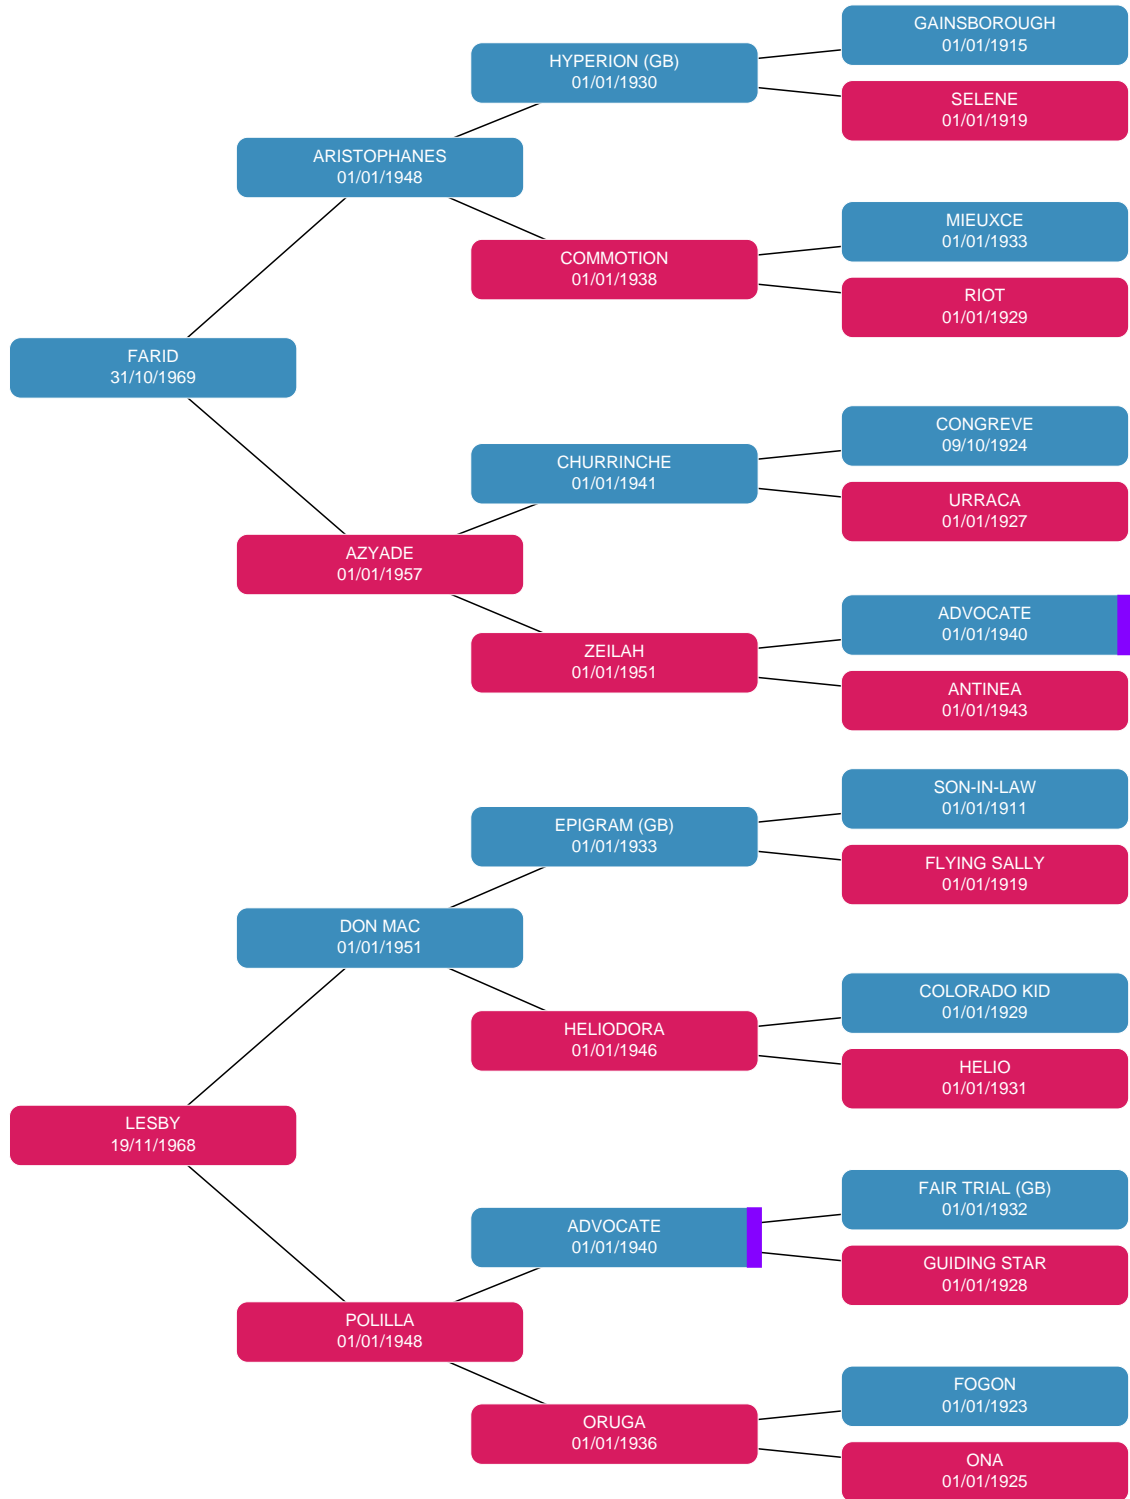 GAINSBOROUGH
01/01/1915
HYPERION (GB)
01/01/1930
SELENE
01/01/1919
ARISTOPHANES
01/01/1948
MIEUXCE
01/01/1933
COMMOTION
01/01/1938
RIOT
01/01/1929
FARID
31/10/1969
CONGREVE
09/10/1924
CHURRINCHE
01/01/1941
URRACA
01/01/1927
AZYADE
01/01/1957
ADVOCATE
01/01/1940
ZEILAH
01/01/1951
ANTINEA
01/01/1943
SON-IN-LAW
01/01/1911
EPIGRAM (GB)
01/01/1933
FLYING SALLY
01/01/1919
DON MAC
01/01/1951
COLORADO KID
01/01/1929
HELIODORA
01/01/1946
HELIO
01/01/1931
LESBY
19/11/1968
FAIR TRIAL (GB)
01/01/1932
ADVOCATE
01/01/1940
GUIDING STAR
01/01/1928
POLILLA
01/01/1948
FOGON
01/01/1923
ORUGA
01/01/1936
ONA
01/01/1925